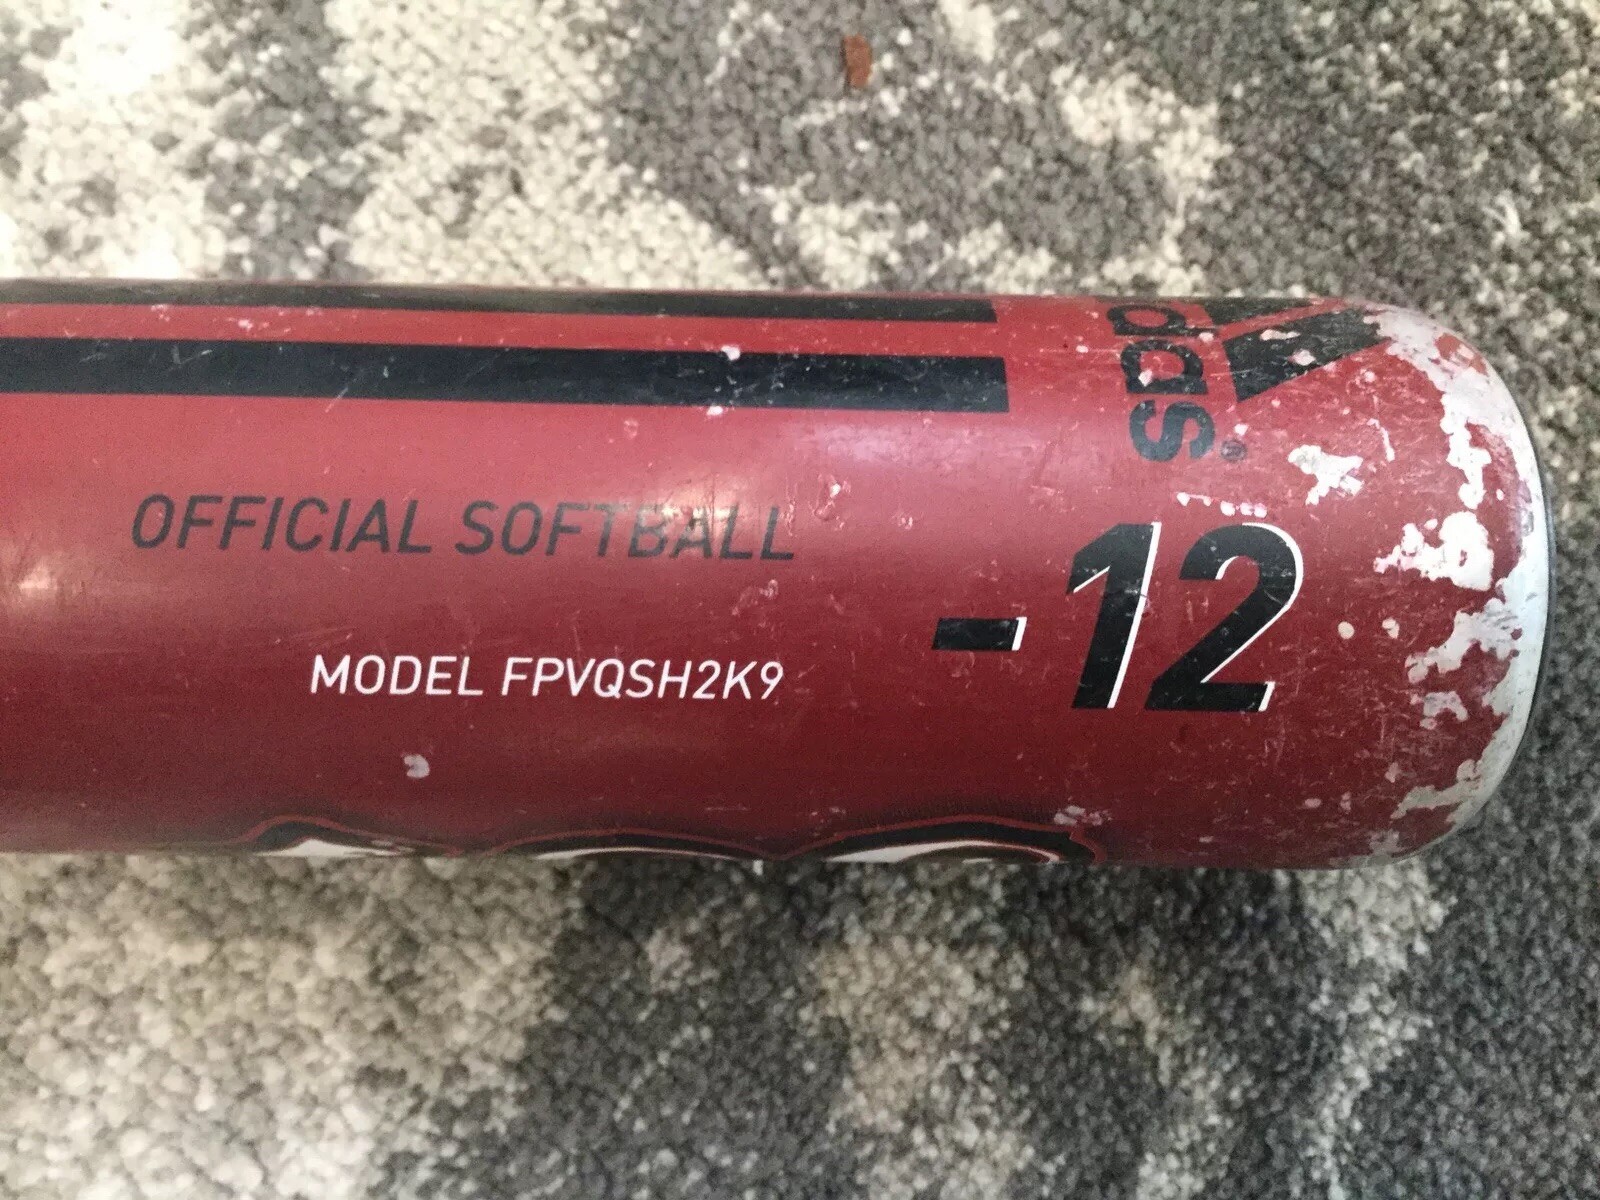 OFFICIAL SOFTBALL
MODEL FPVQSH2K9
-12